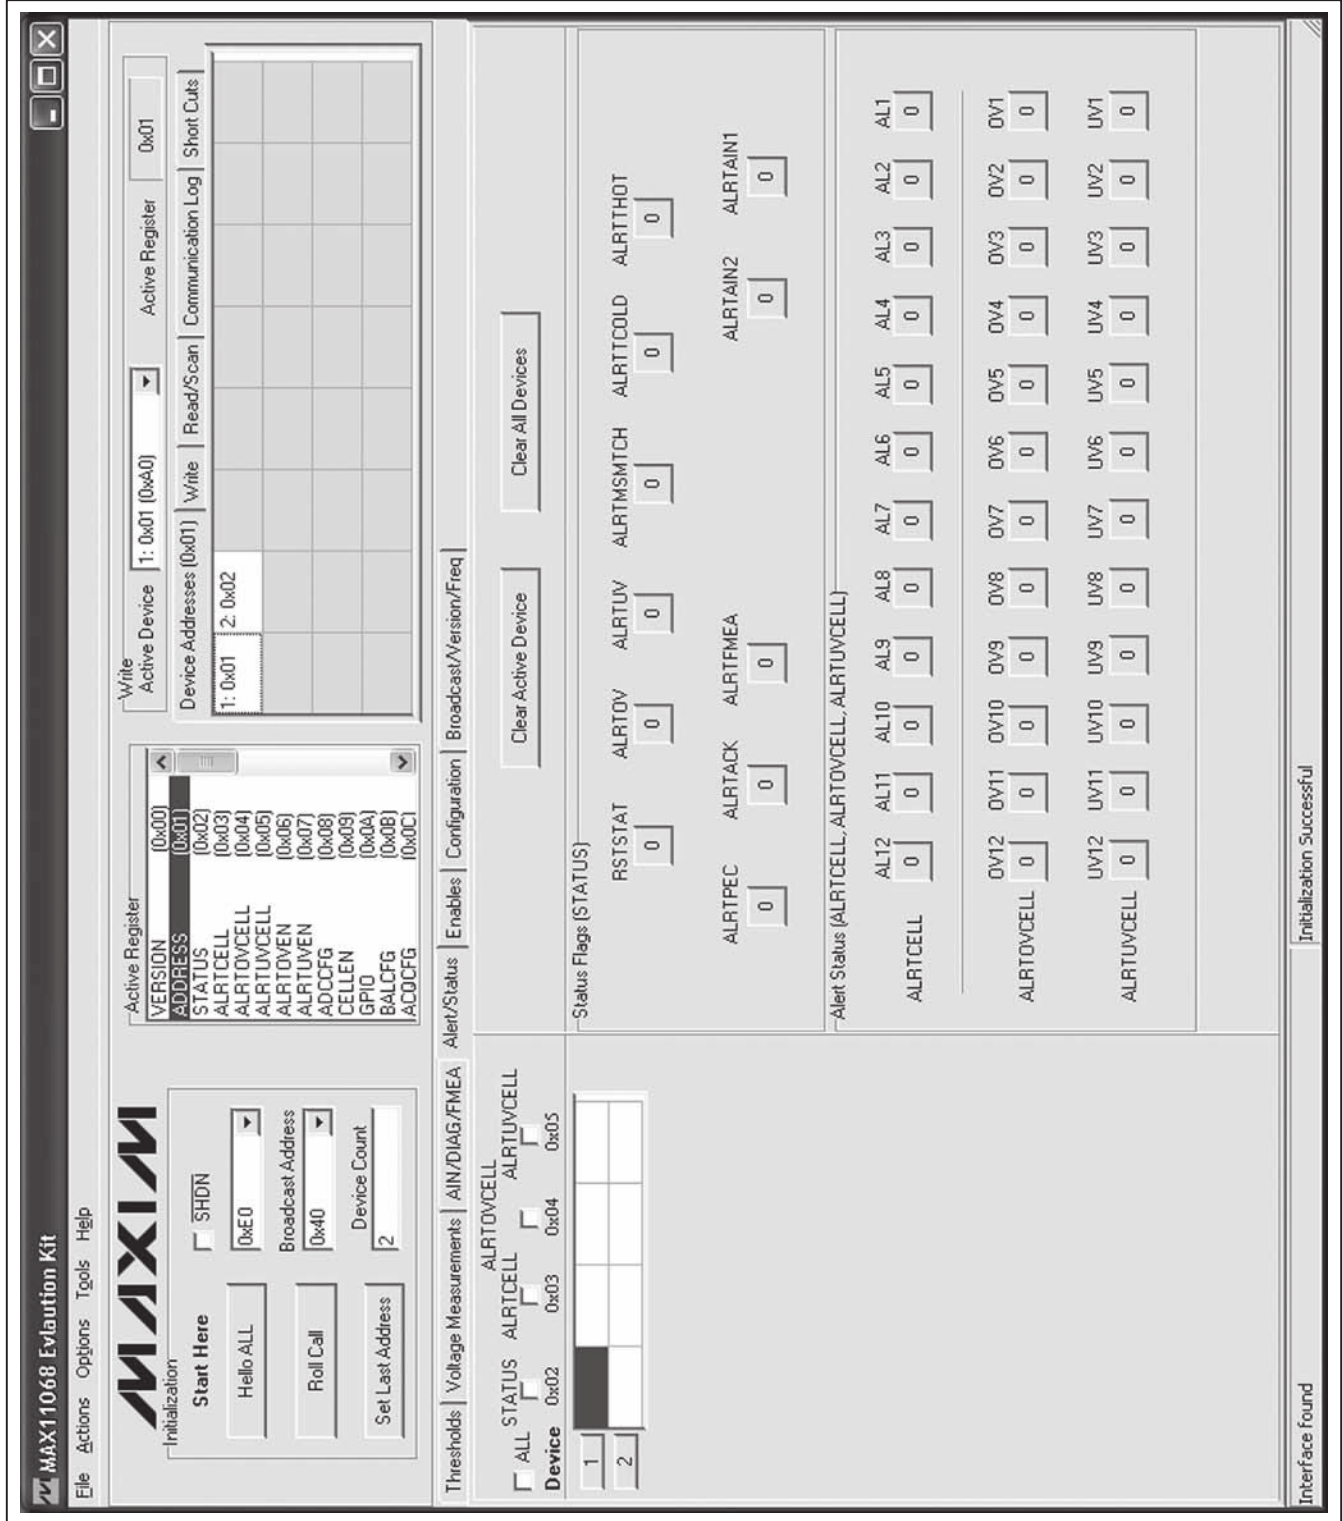 MAX11068 Evlaution Kit
File Actions Options Tools Help
MAXIM
Initialization
Start Here
SHDN
Hello ALL
0xE0
Broadcast Address
Roll Call
0x40
Device Count
Set Last Address
2
Active Register
VERSION (0x00)
ADDRESS (0x01)
STATUS (0x02)
ALRTCELL (0x03)
ALRTOVCELL (0x04)
ALRTUVCELL (0x05)
ALRTOVEN (0x06)
ALRTUVEN (0x07)
ADCCFG (0x08)
CELLEN (0x09)
GPIO (0x0A)
BALCFG (0x0B)
ACQCFG (0x0C)
Write
Active Device 1: 0x01 (0xA0) Active Register 0x01
Device Addresses (0x01) Write Read/Scan Communication Log Short Cuts
1: 0x01 2: 0x02
Thresholds Voltage Measurements AIN/DIAG/FMEA Alert/Status Enables Configuration Broadcast/Version/Freq
ALRTOVCELL
ALL STATUS ALRTCELL ALRTUVCELL
Device 0x02 0x03 0x04 0x05
1
2
Clear Active Device Clear All Devices
Status Flags (STATUS)
RSTSTAT ALRTOV ALRTUV ALRTMSMTCH ALRTTCOLD ALRTTHOT
0 0 0 0 0 0
ALRTPEC ALRTACK ALRTFMEA ALRTAIN2 ALRTAIN1
0 0 0 0 0
Alert Status (ALRTCELL, ALRTOVCELL, ALRTUVCELL)
AL12 AL11 AL10 AL9 AL8 AL7 AL6 AL5 AL4 AL3 AL2 AL1
ALRTCELL 0 0 0 0 0 0 0 0 0 0 0 0
OV12 OV11 OV10 OV9 OV8 OV7 OV6 OV5 OV4 OV3 OV2 OV1
ALRTOVCELL 0 0 0 0 0 0 0 0 0 0 0 0
UV12 UV11 UV10 UV9 UV8 UV7 UV6 UV5 UV4 UV3 UV2 UV1
ALRTUVCELL 0 0 0 0 0 0 0 0 0 0 0 0
Interface Found Initialization Successful